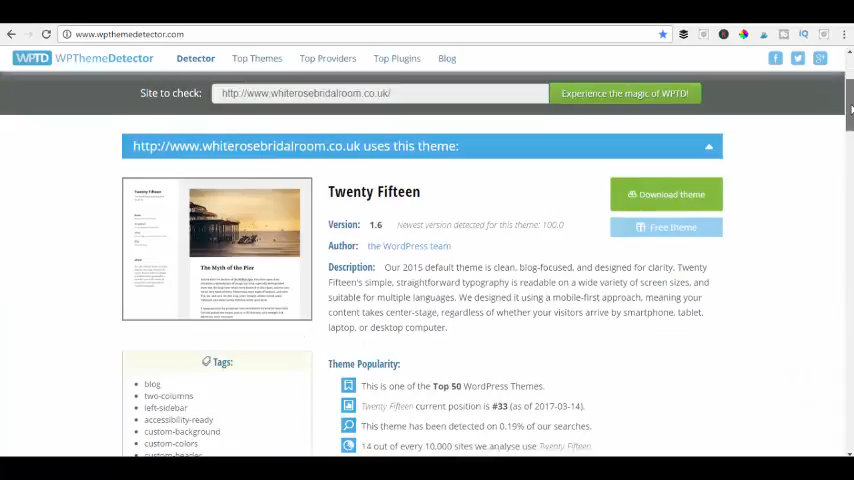 www.wpthemedetector.com
WPTD WPThemeDetector Detector Top Themes Top Providers Top Plugins Blog
Site to check: http://www.whiterosebridalroom.co.uk/ Experience the magic of WPTD!
http://www.whiterosebridalroom.co.uk uses this theme:
Twenty Fifteen
Download theme
Version: 1.6 Newest version detected for this theme: 100.0
Free theme
Author: the WordPress team
Description: Our 2015 default theme is clean, blog-focused, and designed for clarity. Twenty
Fifteen's simple, straightforward typography is readable on a wide variety of screen sizes, and
suitable for multiple languages. We designed it using a mobile-first approach, meaning your
content takes center-stage, regardless of whether your visitors arrive by smartphone, tablet,
laptop, or desktop computer.
Twenty Fifteen
The Myth of the Pier
Tags:
blog
two-columns
left-sidebar
accessibility-ready
custom-background
custom-colors
custom-header
Theme Popularity:
This is one of the Top 50 WordPress Themes.
Twenty Fifteen current position is #33 (as of 2017-03-14).
This theme has been detected on 0.19% of our searches.
14 out of every 10,000 sites we analyse use Twenty Fifteen.